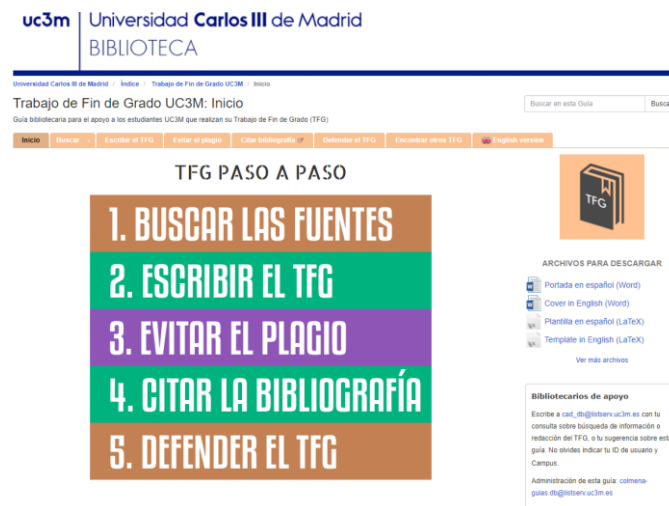 uc3m Universidad Carlos III de Madrid
BIBLIOTECA
Universidad Carlos III de Madrid / Índice / Trabajo de Fin de Grado UC3M / Inicio
Trabajo de Fin de Grado UC3M: Inicio
Guía bibliotecaria para el apoyo a los estudiantes UC3M que realizan su Trabajo de Fin de Grado (TFG)
Buscar en esta Guía Busca
Inicio Buscar Escribir el TFG Evitar el plagio Citar bibliografía Defender el TFG Encontrar otros TFG English version
TFG PASO A PASO
1. BUSCAR LAS FUENTES
2. ESCRIBIR EL TFG
3. EVITAR EL PLAGIO
4. CITAR LA BIBLIOGRAFÍA
5. DEFENDER EL TFG
TFG
ARCHIVOS PARA DESCARGAR
Portada en español (Word)
Cover in English (Word)
Plantilla en español (LaTeX)
Template in English (LaTeX)
Ver más archivos
Bibliotecarios de apoyo
Escribe a cad_db@listserv.uc3m.es con tu
consulta sobre búsqueda de información o
redacción del TFG, o tu sugerencia sobre est
guía. No olvides indicar tu ID de usuario y
Campus.
Administración de esta guía: colmena-
guias.db@listserv.uc3m.es